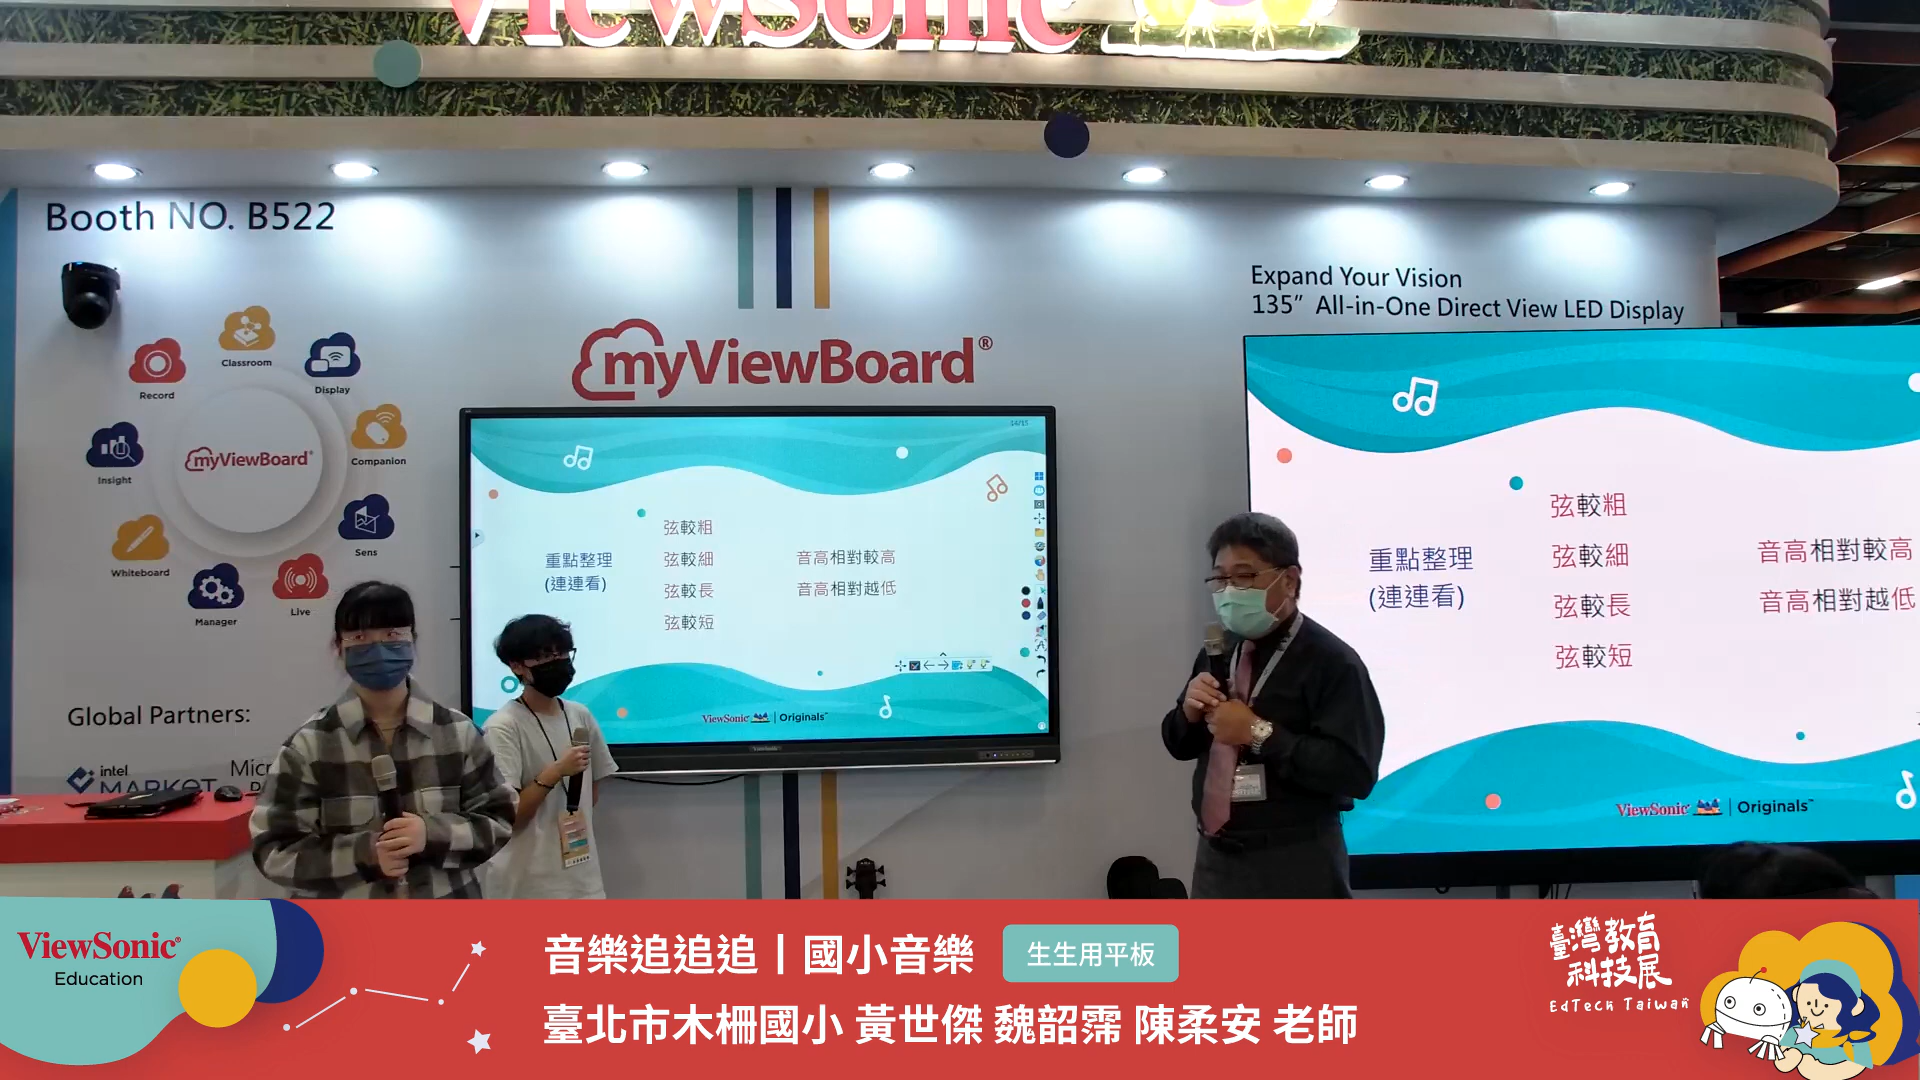 ViewSonic
Booth NO. B522
Expand Your Vision
135” All-in-One Direct View LED Display
myViewBoard®
Classroom
Record
Display
Insight
Companion
myViewBoard®
Whiteboard
Sens
Manager
Live
Global Partners:
intel
MARKET
14/15
重點整理
(連連看)
弦較粗
弦較細
弦較長
弦較短
音高相對較高
音高相對越低
ViewSonic | Originals™
重點整理
(連連看)
弦較粗
弦較細
弦較長
弦較短
音高相對較高
音高相對越低
ViewSonic | Originals™
ViewSonic®
Education
音樂追追追｜國小音樂
生生用平板
臺北市木柵國小 黃世傑 魏韶霈 陳柔安 老師
臺灣教育
科技展
EdTech Taiwan